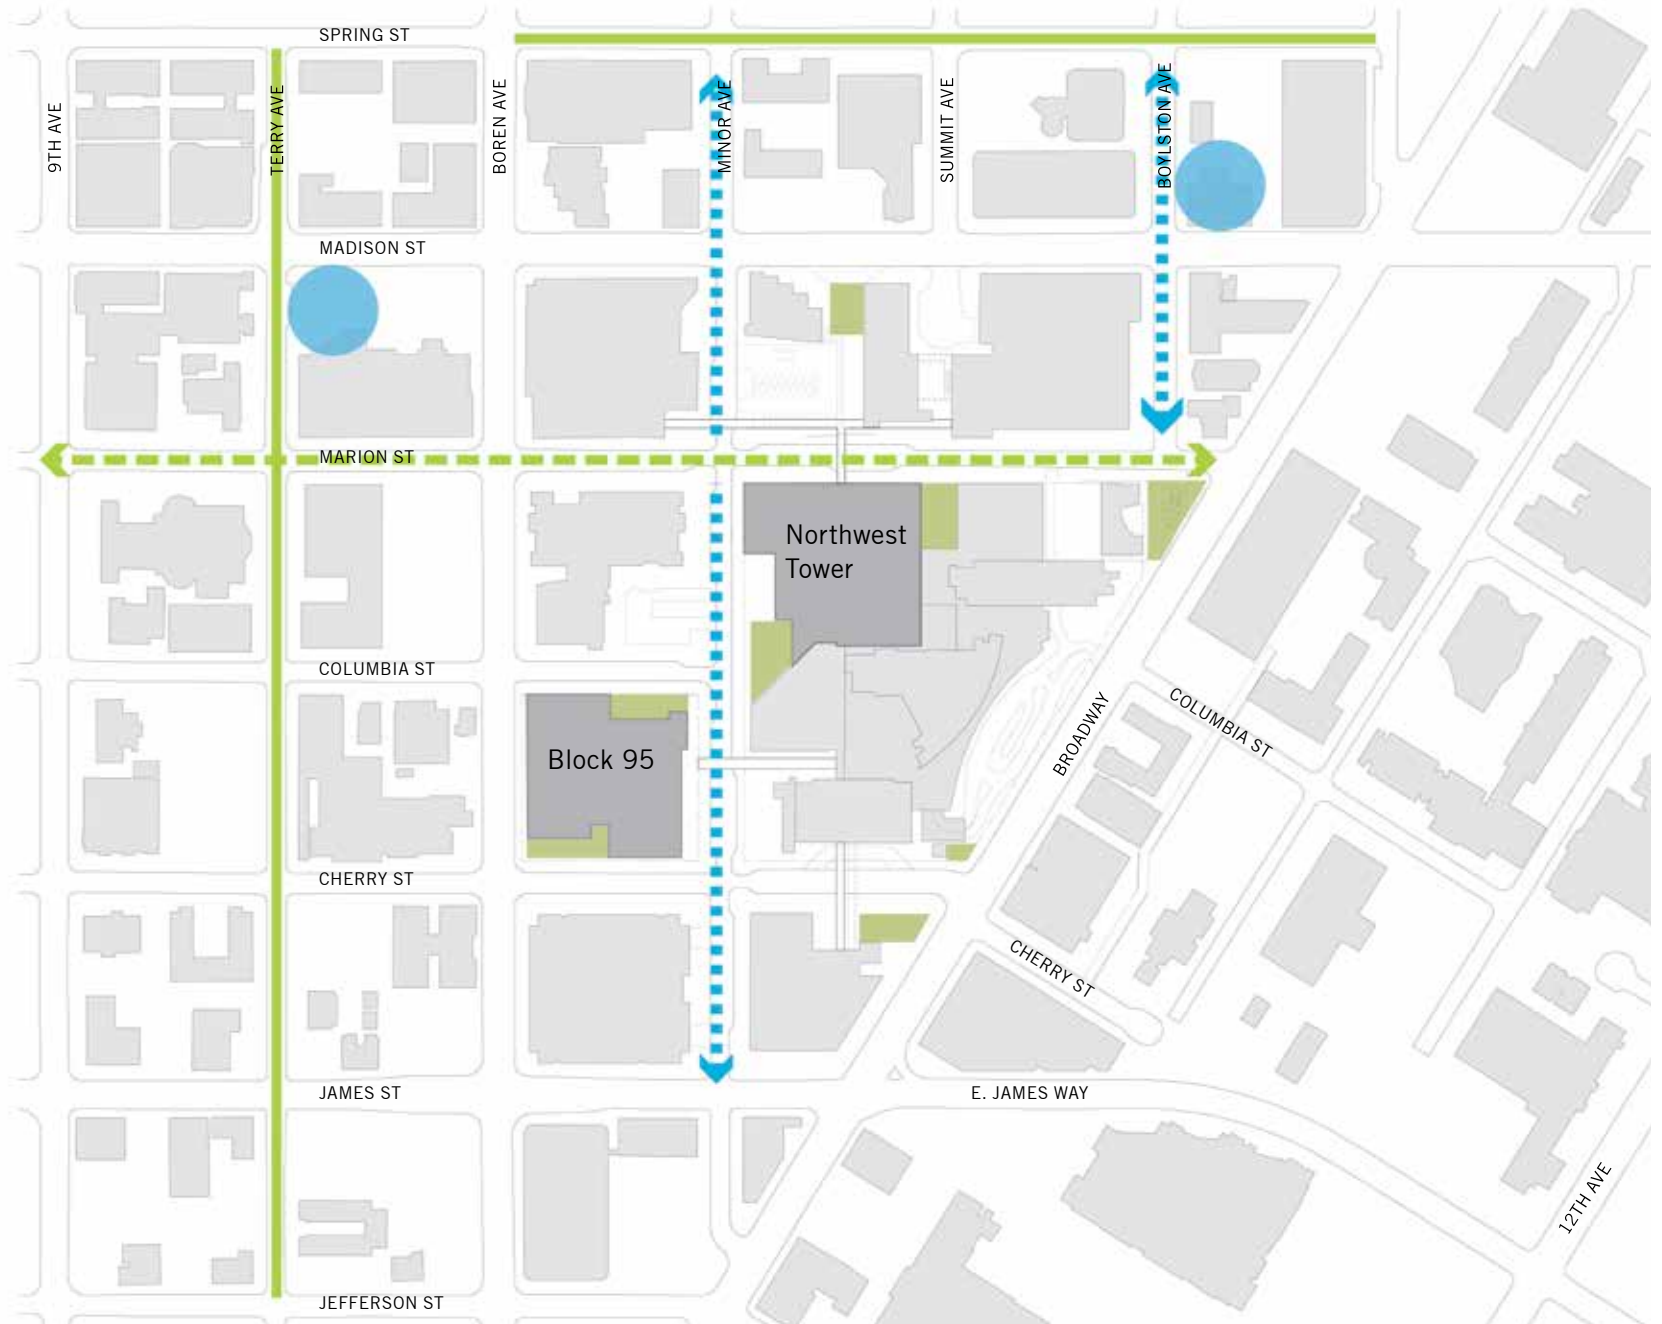 SPRING ST
9TH AVE
TERRY AVE
BOREN AVE
MINOR AVE
SUMMIT AVE
BOYLSTON AVE
MADISON ST
MARION ST
Northwest
Tower
COLUMBIA ST
Block 95
BROADWAY
COLUMBIA ST
CHERRY ST
CHERRY ST
JAMES ST
E. JAMES WAY
12TH AVE
JEFFERSON ST